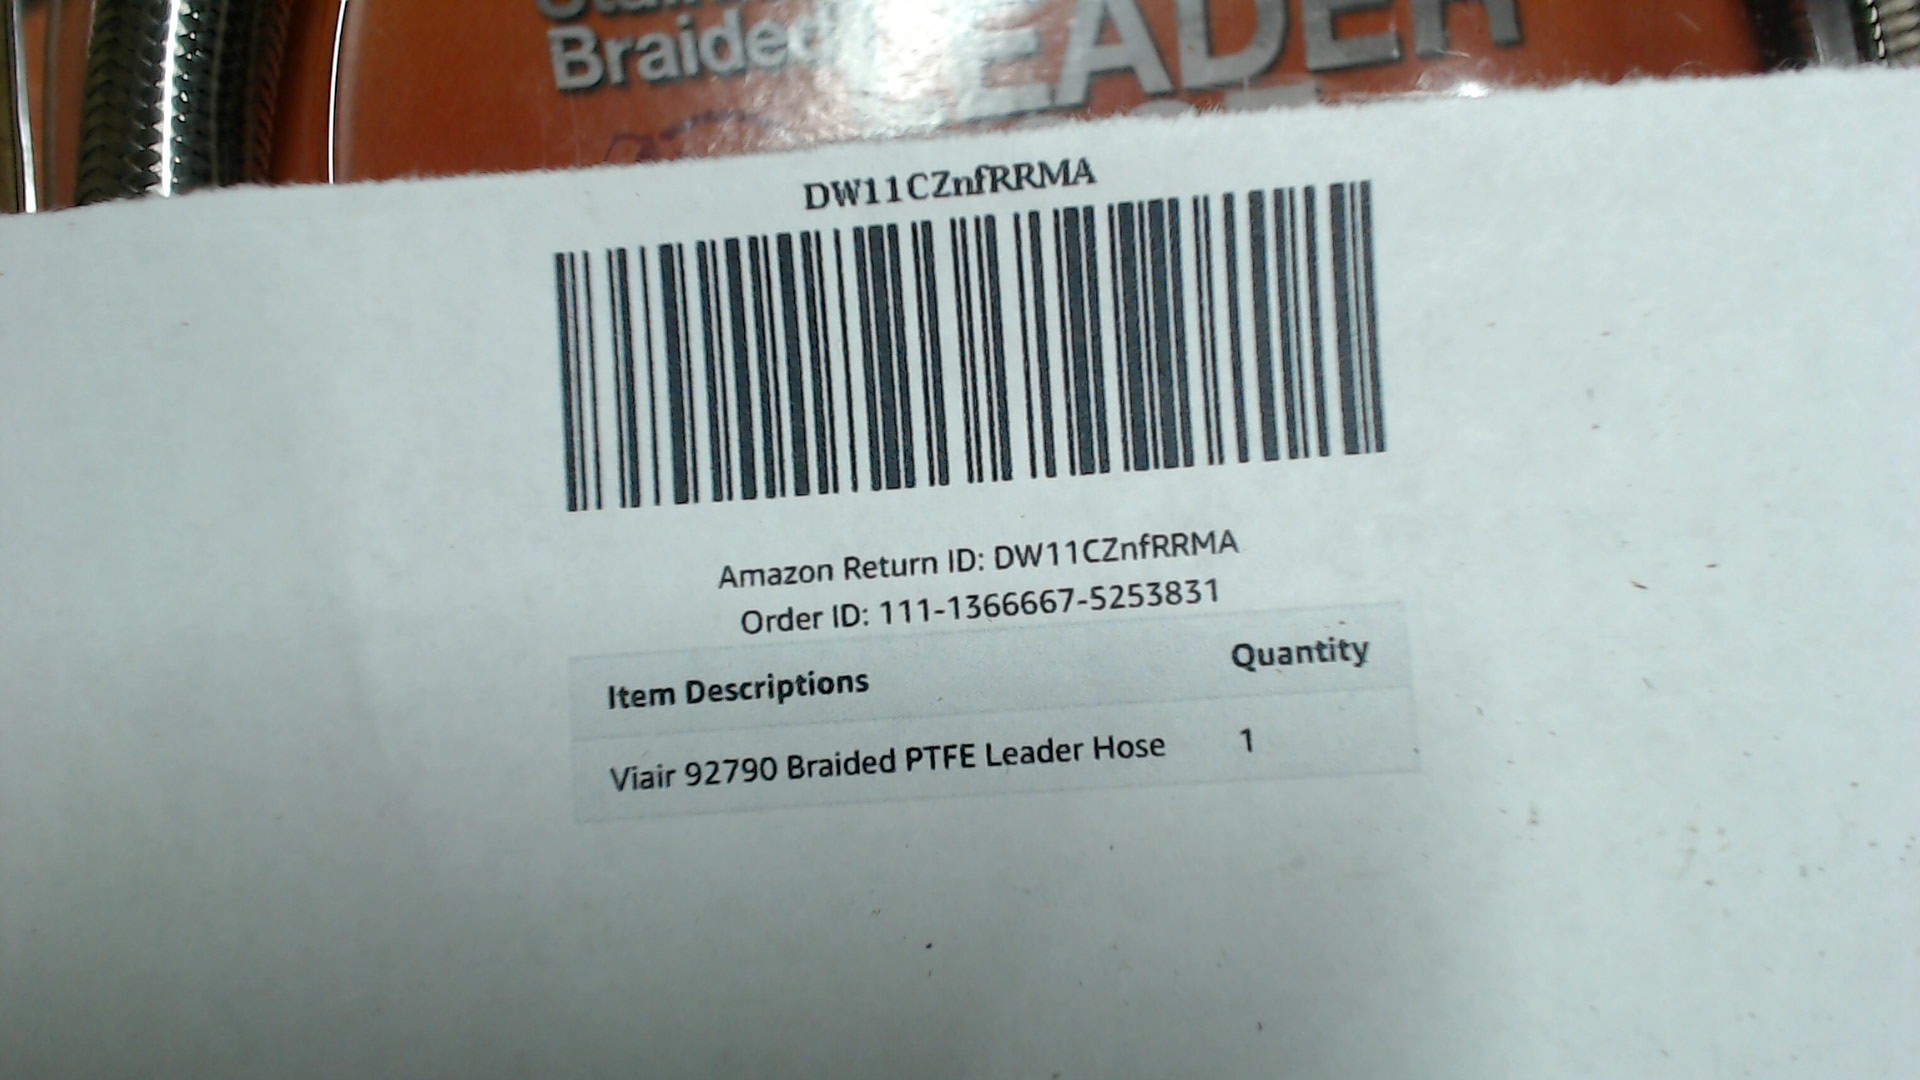 Braided LEADER
DW11CZnfRRMA
Amazon Return ID: DW11CZnfRRMA
Order ID: 111-1366667-5253831
Item Descriptions Quantity
Viair 92790 Braided PTFE Leader Hose 1